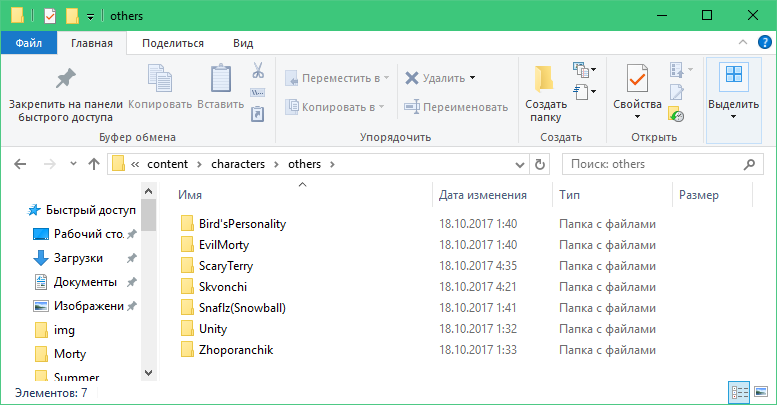 others
Файл Главная Поделиться Вид
Закрепить на панели
быстрого доступа
Копировать
Вставить
Переместить в
Копировать в
Удалить
Переименовать
Создать
папку
Свойства
Выделить
Буфер обмена Упорядочить Создать Открыть
content characters others
Поиск: others
Имя Дата изменения Тип Размер
Быстрый доступ
Рабочий сто.
Загрузки
Документы
Изображени
img
Morty
Summer
Bird'sPersonality 18.10.2017 1:40 Папка с файлами
EvilMorty 18.10.2017 1:40 Папка с файлами
ScaryTerry 18.10.2017 4:35 Папка с файлами
Skvonchi 18.10.2017 4:21 Папка с файлами
Snaflz(Snowball) 18.10.2017 1:41 Папка с файлами
Unity 18.10.2017 1:32 Папка с файлами
Zhoporanchik 18.10.2017 1:33 Папка с файлами
Элементов: 7